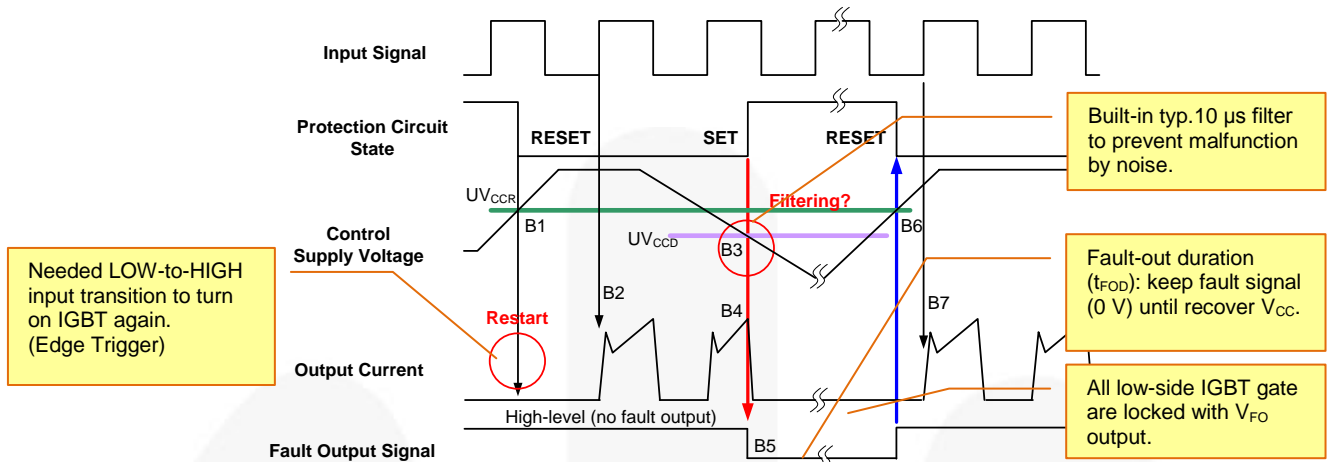 Input Signal
Protection Circuit
State
RESET
SET
RESET
Built-in typ.10 µs filter
to prevent malfunction
by noise.
UVCCR
Filtering?
B1
B6
Control
Supply Voltage
UVCCD
B3
Needed LOW-to-HIGH
input transition to turn
on IGBT again.
(Edge Trigger)
Fault-out duration
(tFOD): keep fault signal
(0 V) until recover VCC.
B2
B4
B7
Restart
Output Current
High-level (no fault output)
All low-side IGBT gate
are locked with VFO
output.
B5
Fault Output Signal